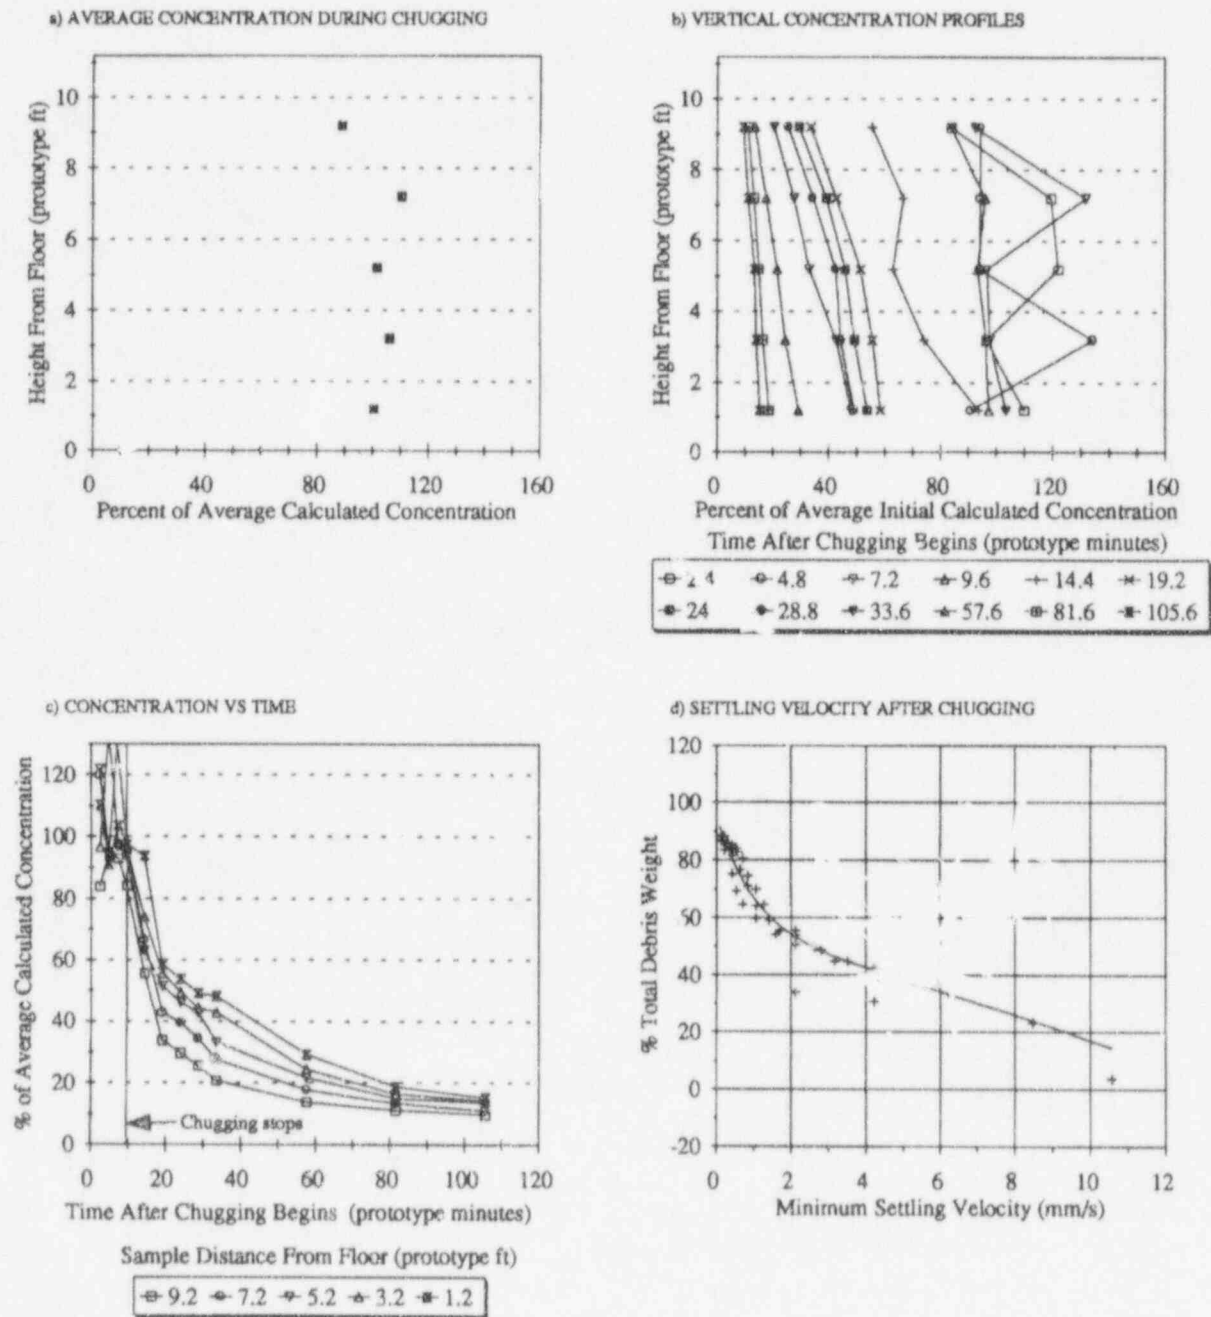 a) AVERAGE CONCENTRATION DURING CHUGGING
Height From Floor (prototype ft)
10
8
6
4
2
0
0 40 80 120 160
Percent of Average Calculated Concentration
b) VERTICAL CONCENTRATION PROFILES
Height From Floor (prototype ft)
10
8
6
4
2
0
0 40 80 120 160
Percent of Average Initial Calculated Concentration
Time After Chugging Begins (prototype minutes)
4.8 7.2 9.6 14.4 19.2
24 28.8 33.6 57.6 81.6 105.6
c) CONCENTRATION VS TIME
% of Average Calculated Concentration
120
100
80
60
40
20
0
Chugging stops
0 20 40 60 80 100 120
Time After Chugging Begins (prototype minutes)
Sample Distance From Floor (prototype ft)
9.2 7.2 5.2 3.2 1.2
d) SETTLING VELOCITY AFTER CHUGGING
% Total Debris Weight
120
100
80
60
40
20
0
-20
0 2 4 6 8 10 12
Minimum Settling Velocity (mm/s)